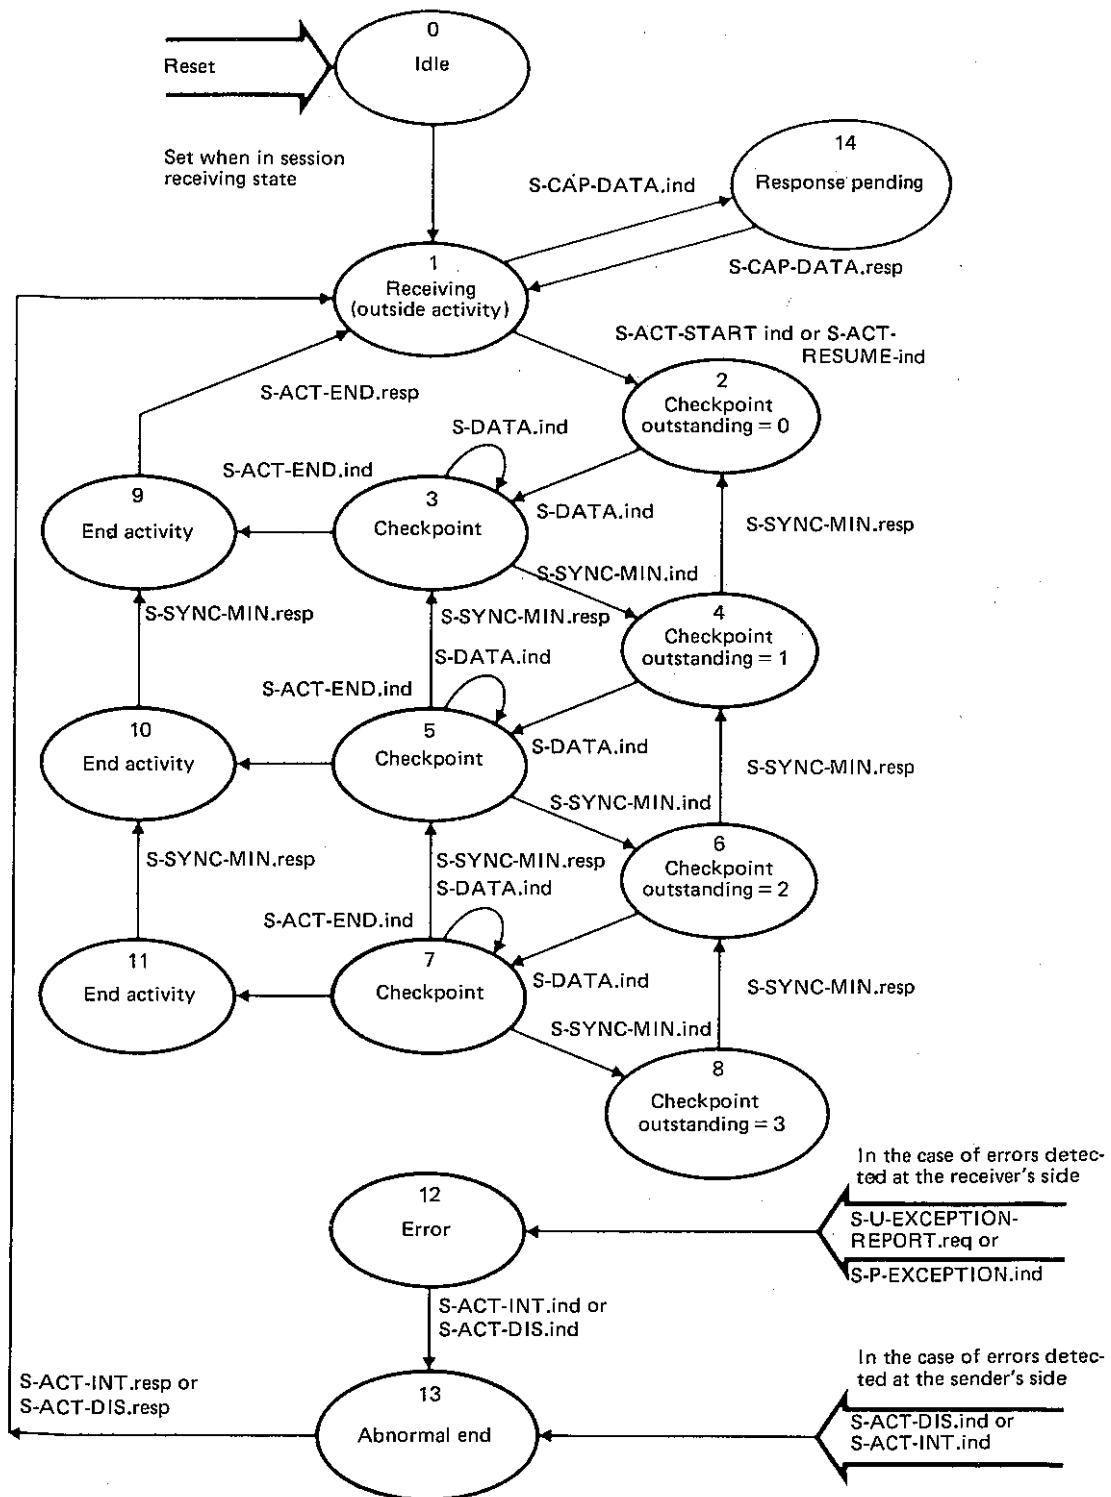 0
Idle
Reset
Set when in session
receiving state
14
Response pending
S-CAP-DATA.ind
S-CAP-DATA.resp
1
Receiving
(outside activity)
S-ACT-START ind or S-ACT-
RESUME-ind
2
Checkpoint
outstanding = 0
S-ACT-END.resp
S-DATA.ind
S-ACT-END.ind
9
End activity
3
Checkpoint
S-DATA.ind
S-SYNC-MIN.resp
S-SYNC-MIN.ind
S-SYNC-MIN.resp
S-SYNC-MIN.resp
4
Checkpoint
outstanding = 1
S-DATA.ind
S-ACT-END.ind
10
End activity
5
Checkpoint
S-DATA.ind
S-SYNC-MIN.resp
S-SYNC-MIN.ind
6
Checkpoint
outstanding = 2
S-SYNC-MIN.resp
S-SYNC-MIN.resp
S-DATA.ind
S-ACT-END.ind
11
End activity
7
Checkpoint
S-DATA.ind
S-SYNC-MIN.resp
S-SYNC-MIN.ind
8
Checkpoint
outstanding = 3
In the case of errors detec-
ted at the receiver's side
S-U-EXCEPTION-
REPORT.req or
S-P-EXCEPTION.ind
12
Error
S-ACT-INT.ind or
S-ACT-DIS.ind
In the case of errors detec-
ted at the sender's side
S-ACT-DIS.ind or
S-ACT-INT.ind
S-ACT-INT.resp or
S-ACT-DIS.resp
13
Abnormal end